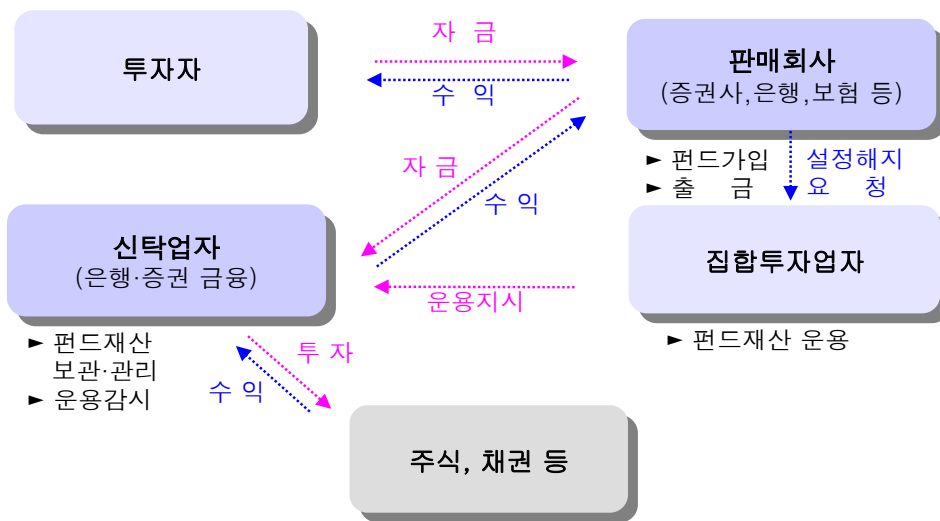 투자자
자 금
수 익
판매회사
(증권사,은행,보험 등)
► 펀드가입
► 출 금
설정해지
요 청
자 금
수 익
신탁업자
(은행·증권 금융)
집합투자업자
운용지시
► 펀드재산
보관·관리
► 운용감시
► 펀드재산 운용
투 자
수 익
주식, 채권 등